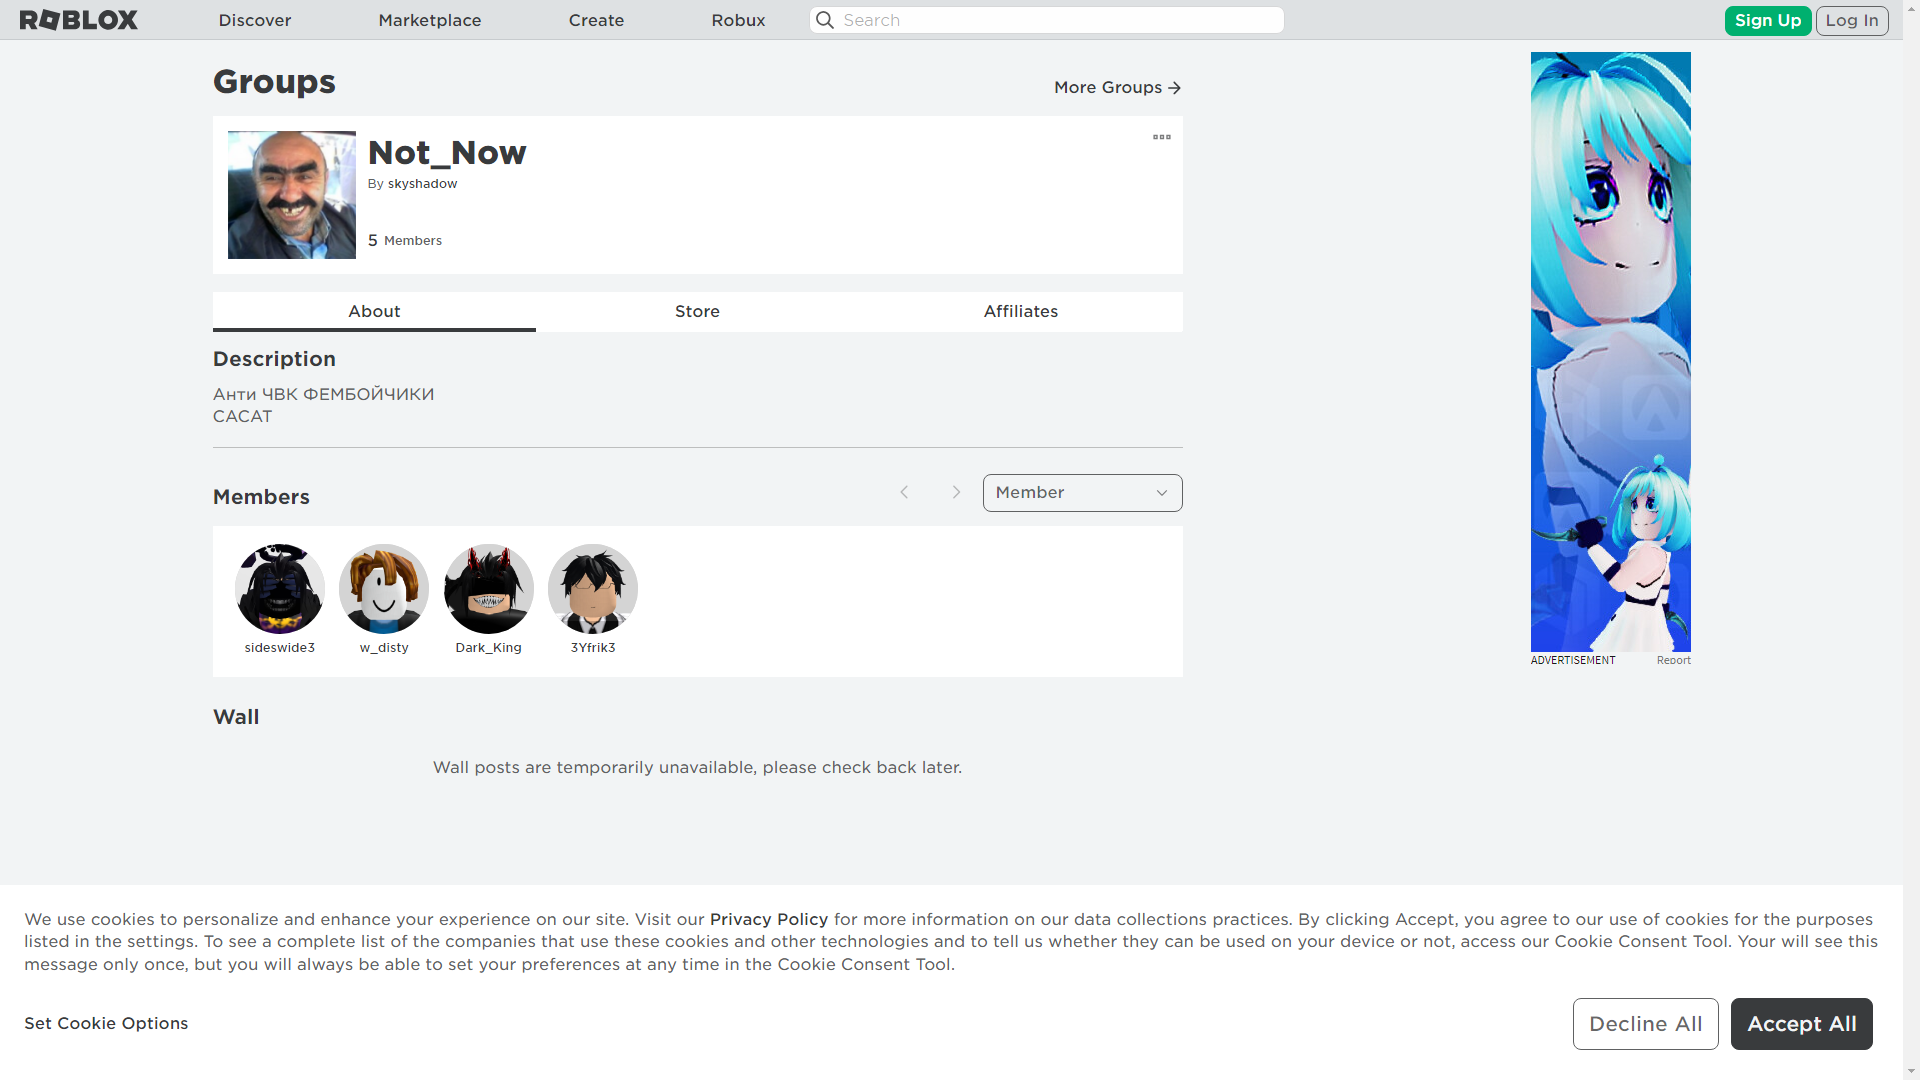 ROBLOX
Discover
Marketplace
Create
Robux
Search
Sign Up
Log In
Groups
More Groups
Not_Now
By skyshadow
5 Members
About
Store
Affiliates
Description
Анти ЧВК ФЕМБОЙЧИКИ
САСАТ
Members
Member
sideswide3
w_disty
Dark_King
3Yfrik3
ADVERTISEMENT
Report
Wall
Wall posts are temporarily unavailable, please check back later.
We use cookies to personalize and enhance your experience on our site. Visit our Privacy Policy for more information on our data collections practices. By clicking Accept, you agree to our use of cookies for the purposes
listed in the settings. To see a complete list of the companies that use these cookies and other technologies and to tell us whether they can be used on your device or not, access our Cookie Consent Tool. Your will see this
message only once, but you will always be able to set your preferences at any time in the Cookie Consent Tool.
Set Cookie Options
Decline All
Accept All